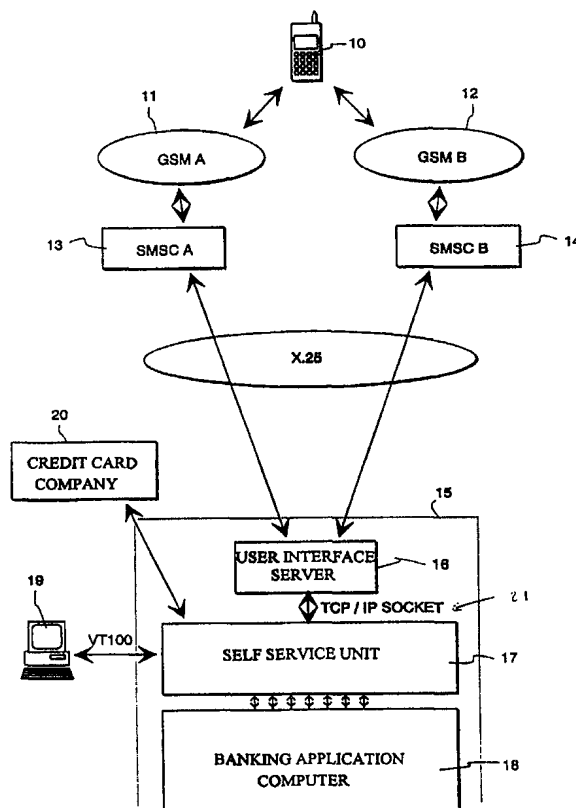 10
11
12
GSM A
GSM B
13
SMSC A
SMSC B
14
X.25
20
CREDIT CARD
COMPANY
15
USER INTERFACE
SERVER
16
TCP / IP SOCKET
21
19
VT100
SELF SERVICE UNIT
17
BANKING APPLICATION
COMPUTER
18